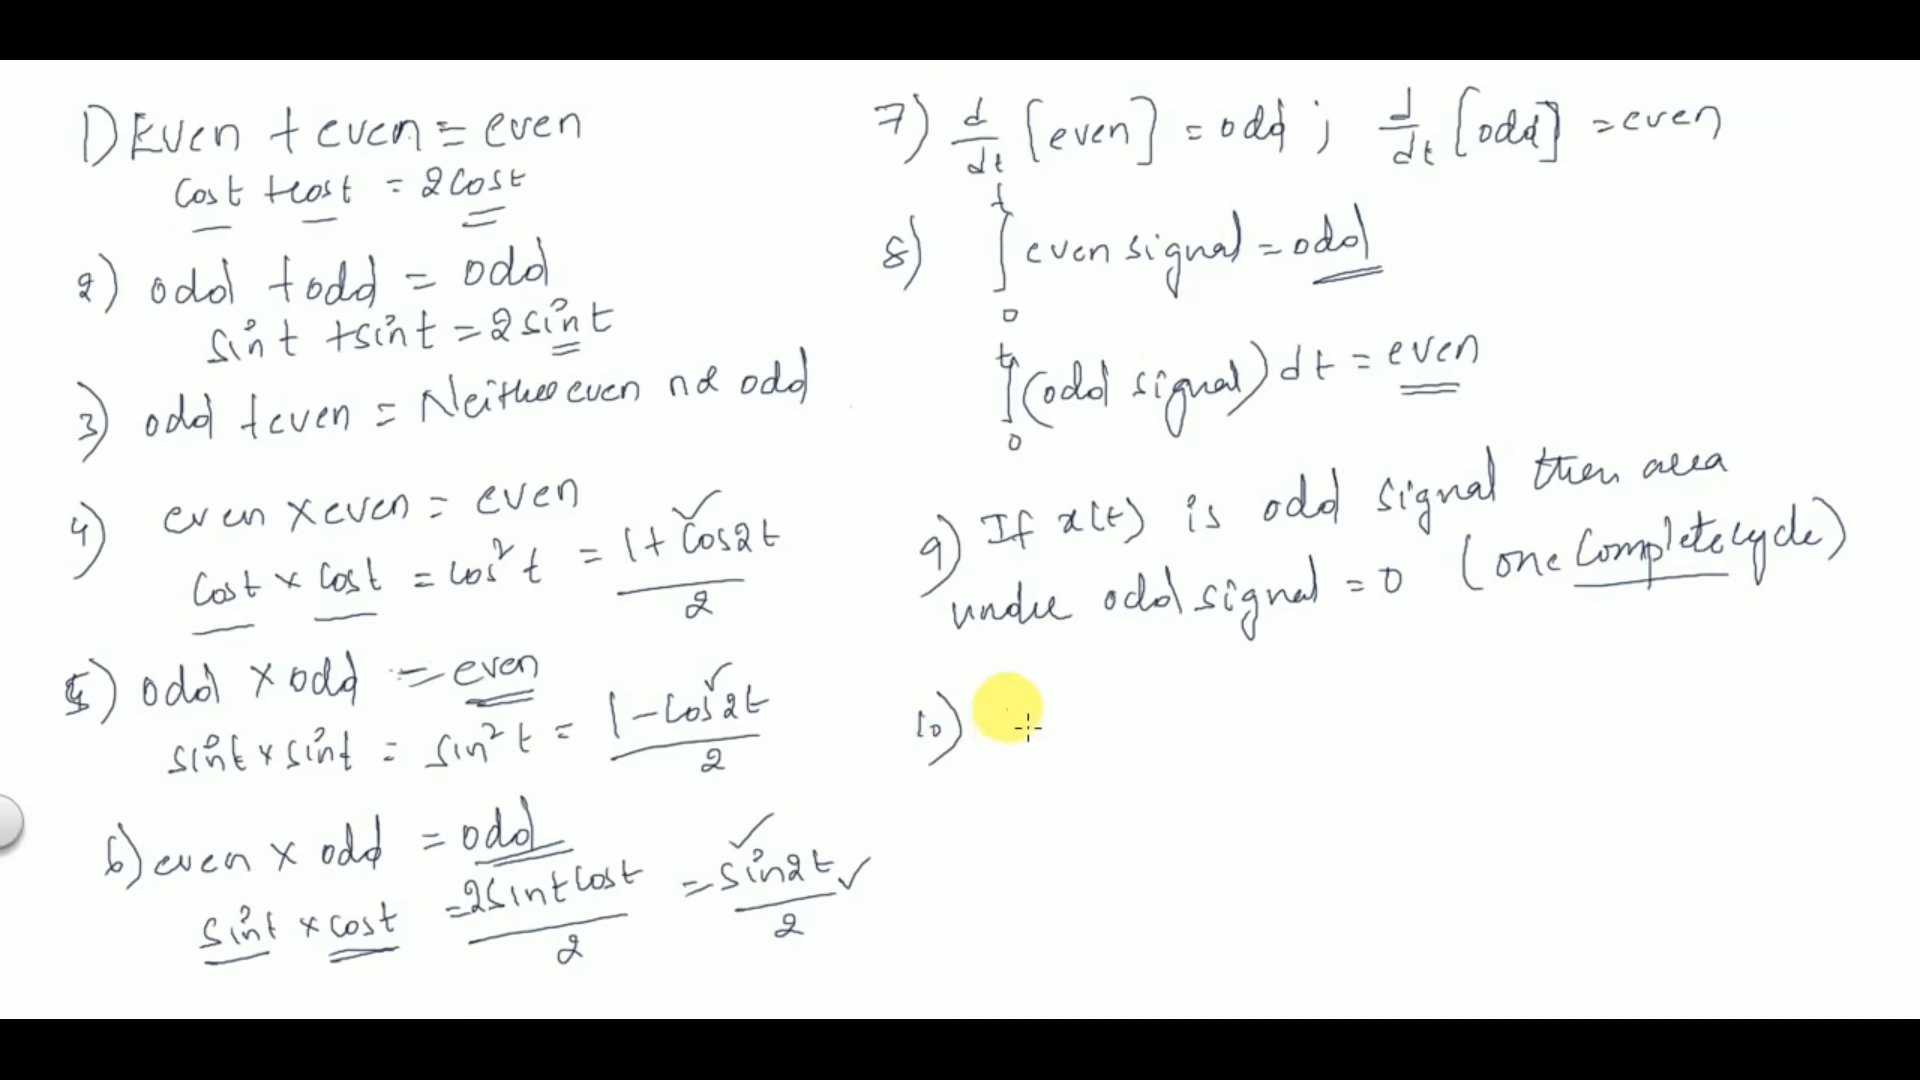 1) Even + even = even
cost + cost = 2cost
2) odd + odd = odd
sint + sint = 2sint
3) odd + even = Neither even nor odd
4) even × even = even
cost × cost = cos²t = 1 + cos2t / 2
5) odd × odd = even
sint × sint = sin²t = 1 - cos2t / 2
6) even × odd = odd
sint × cost = 2sintcost / 2 = sin2t / 2
7) d/dt [even] = odd ; d/dt [odd] = even
8) ∫₀ᵗ even signal = odd
∫₀ᵗ (odd signal) dt = even
9) If x(t) is odd signal then area
under odd signal = 0 (one complete cycle)
10)